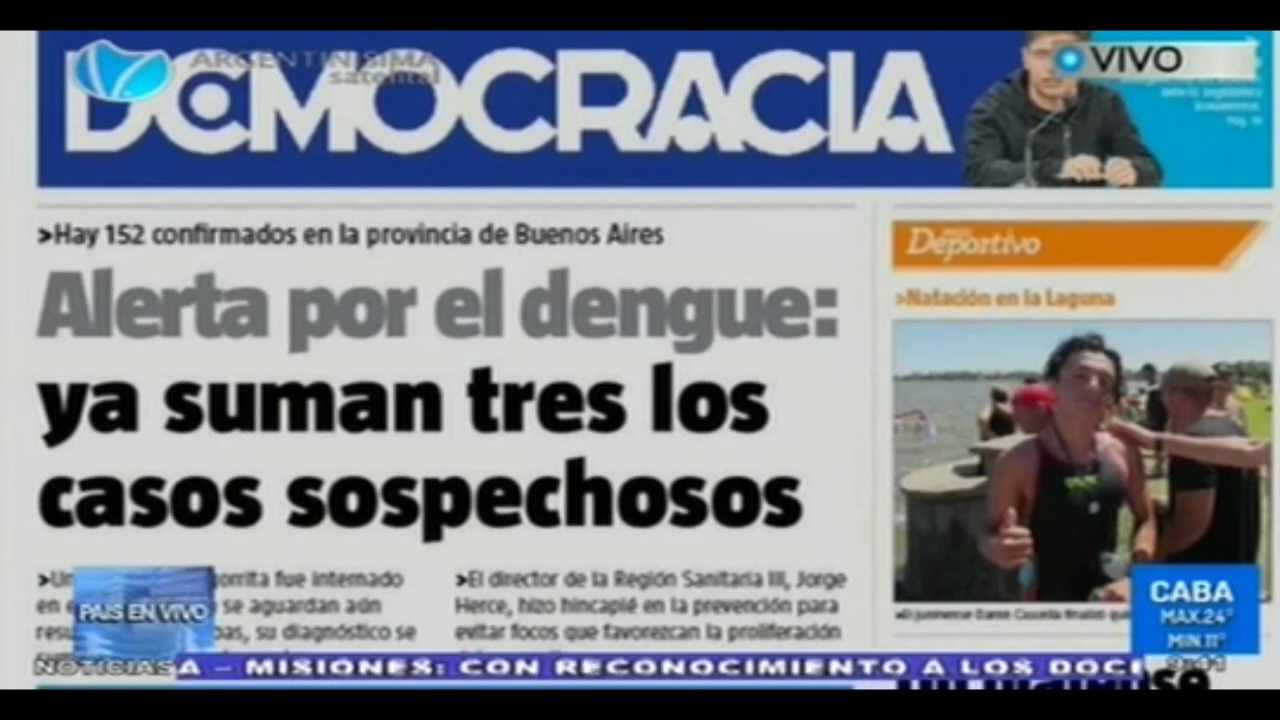 ARGENTINISIMA
satelital
DEMOCRACIA
VIVO
Pag.
>Hay 152 confirmados en la provincia de Buenos Aires
Alerta por el dengue:
ya suman tres los
casos sospechosos
Deportivo
>Natación en la Laguna
fue internado
en
se aguardan aún
su diagnóstico se
>El director de la Región Sanitaria III, Jorge
Herce, hizo hincapié en la prevención para
evitar focos que favorezcan la proliferación
PAIS EN VIVO
CABA
MAX.24°
MIN.11°
NOTICIAS
A – MISIONES: CON RECONOCIMIENTO A LOS DOCE